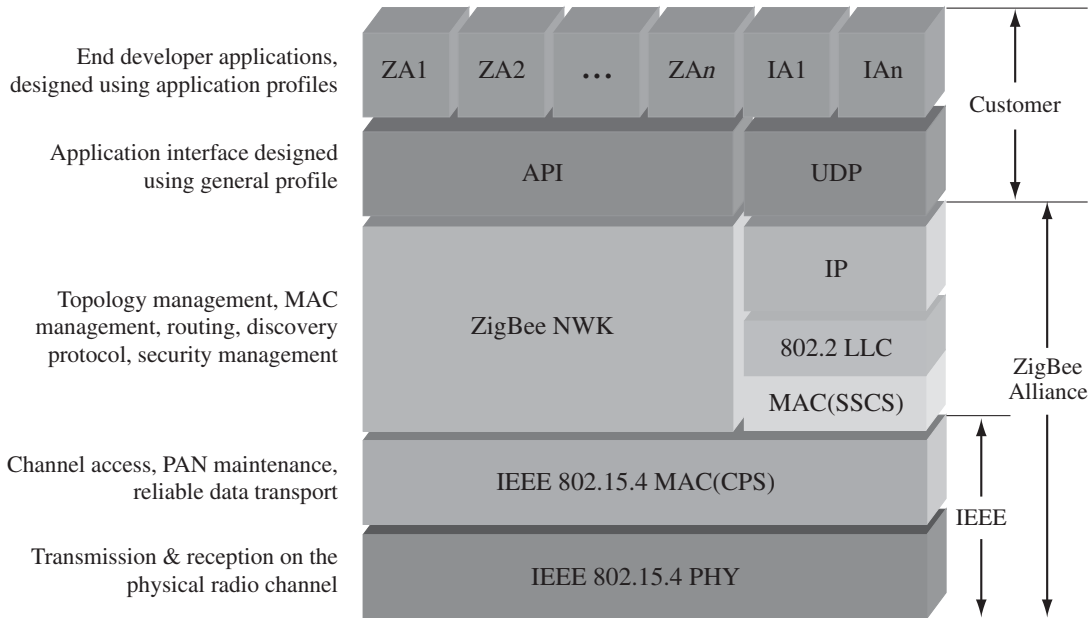 End developer applications,
designed using application profiles
ZA1 ZA2 ... ZAn IA1 IAn
Customer
Application interface designed
using general profile
API UDP
Topology management, MAC
management, routing, discovery
protocol, security management
ZigBee NWK
IP
802.2 LLC
MAC(SSCS)
ZigBee
Alliance
Channel access, PAN maintenance,
reliable data transport
IEEE 802.15.4 MAC(CPS)
IEEE
Transmission & reception on the
physical radio channel
IEEE 802.15.4 PHY